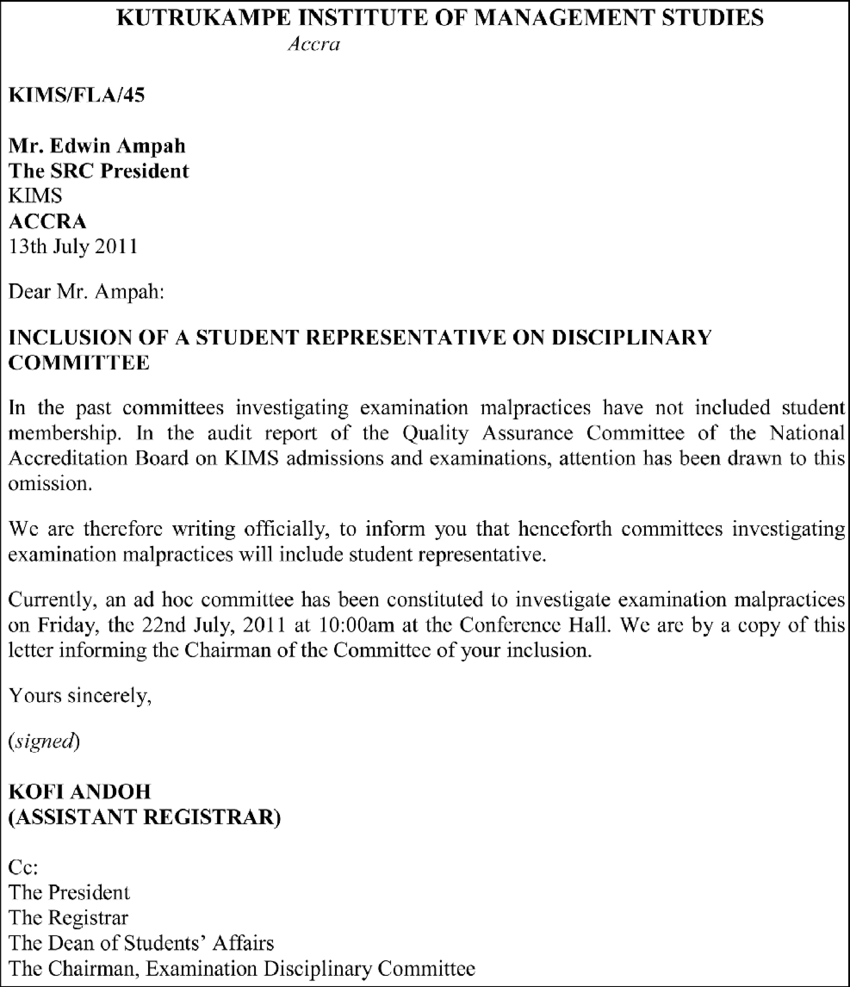 KUTRUKAMPE INSTITUTE OF MANAGEMENT STUDIES
Accra
KIMS/FLA/45
Mr. Edwin Ampah
The SRC President
KIMS
ACCRA
13th July 2011
Dear Mr. Ampah:
INCLUSION OF A STUDENT REPRESENTATIVE ON DISCIPLINARY
COMMITTEE
In the past committees investigating examination malpractices have not included student
membership. In the audit report of the Quality Assurance Committee of the National
Accreditation Board on KIMS admissions and examinations, attention has been drawn to this
omission.
We are therefore writing officially, to inform you that henceforth committees investigating
examination malpractices will include student representative.
Currently, an ad hoc committee has been constituted to investigate examination malpractices
on Friday, the 22nd July, 2011 at 10:00am at the Conference Hall. We are by a copy of this
letter informing the Chairman of the Committee of your inclusion.
Yours sincerely,
(signed)
KOFI ANDOH
(ASSISTANT REGISTRAR)
Cc:
The President
The Registrar
The Dean of Students’ Affairs
The Chairman, Examination Disciplinary Committee